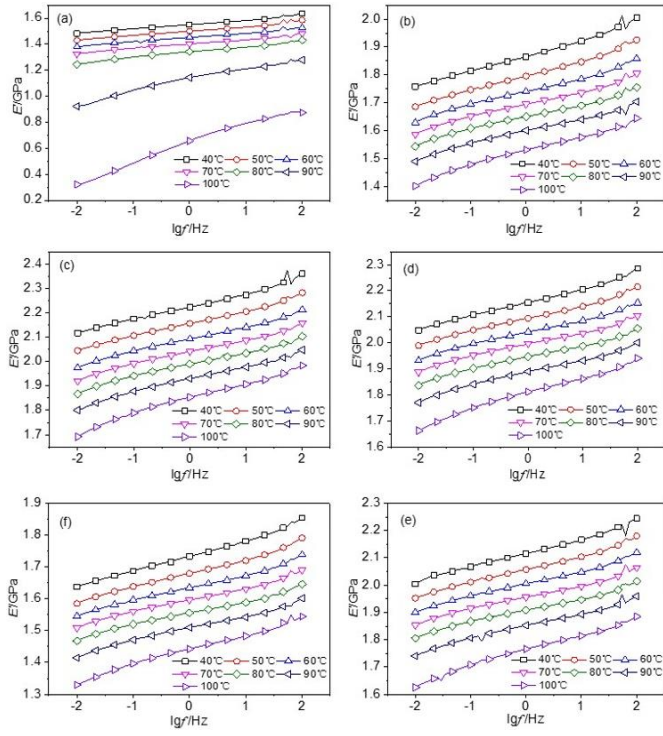 (a)
1.6
1.4
1.2
1.0
0.8
0.6
0.4
0.2
E'/GPa
40℃ 50℃ 60℃
70℃ 80℃ 90℃
100℃
-2 -1 0 1 2
lgf/Hz
(b)
2.0
1.9
1.8
1.7
1.6
1.5
1.4
E'/GPa
40℃ 50℃ 60℃
70℃ 80℃ 90℃
100℃
-2 -1 0 1 2
lgf/Hz
(c)
2.4
2.3
2.2
2.1
2.0
1.9
1.8
1.7
E'/GPa
40℃ 50℃ 60℃
70℃ 80℃ 90℃
100℃
-2 -1 0 1 2
lgf/Hz
(d)
2.3
2.2
2.1
2.0
1.9
1.8
1.7
1.6
E'/GPa
40℃ 50℃ 60℃
70℃ 80℃ 90℃
100℃
-2 -1 0 1 2
lgf/Hz
(f)
1.9
1.8
1.7
1.6
1.5
1.4
1.3
E'/GPa
40℃ 50℃ 60℃
70℃ 80℃ 90℃
100℃
-2 -1 0 1 2
lgf/Hz
(e)
2.3
2.2
2.1
2.0
1.9
1.8
1.7
1.6
E'/GPa
40℃ 50℃ 60℃
70℃ 80℃ 90℃
100℃
-2 -1 0 1 2
lgf/Hz